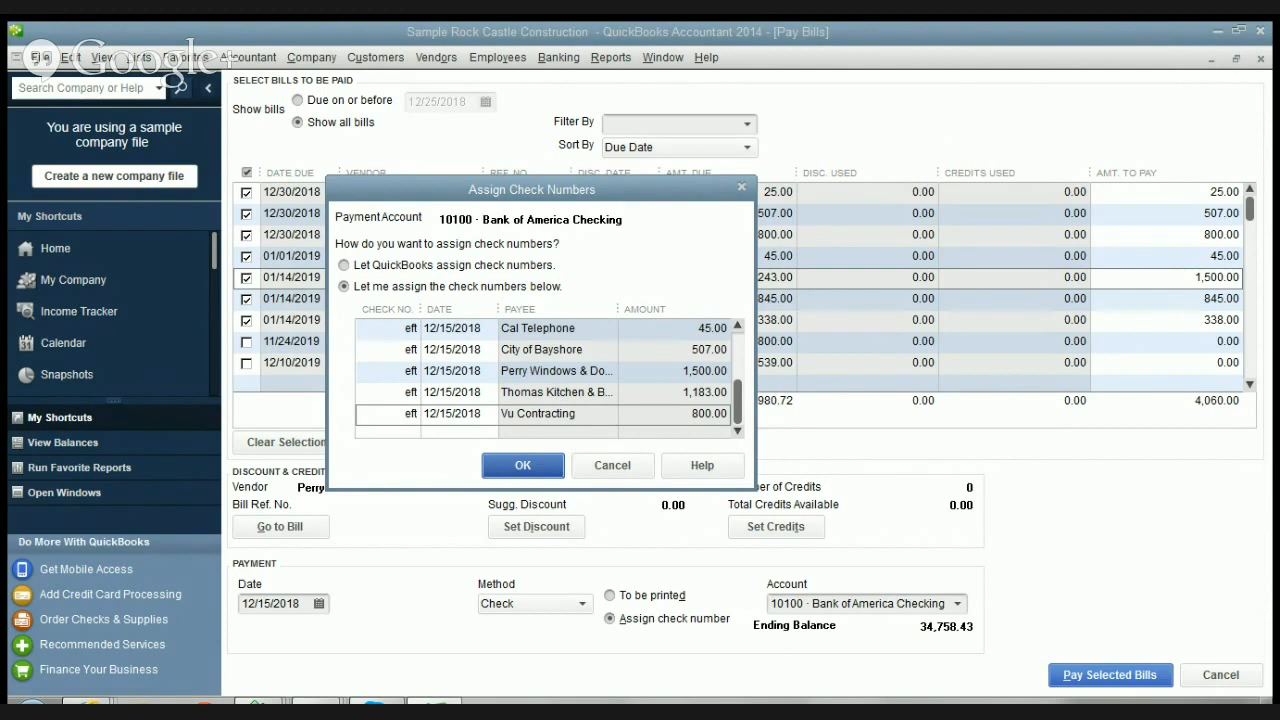 Sample Rock Castle Construction - QuickBooks Accountant 2014 - [Pay Bills]
Google+
File Edit View Lists Favorites Accountant Company Customers Vendors Employees Banking Reports Window Help
Search Company or Help
You are using a sample
company file
Create a new company file
My Shortcuts
Home
My Company
Income Tracker
Calendar
Snapshots
My Shortcuts
View Balances
Run Favorite Reports
Open Windows
Do More With QuickBooks
Get Mobile Access
Add Credit Card Processing
Order Checks & Supplies
Recommended Services
Finance Your Business
SELECT BILLS TO BE PAID
Show bills
Due on or before 12/25/2018
Show all bills
Filter By
Sort By Due Date
DATE DUE VENDOR REF. NO. DISC. DATE AMT. DUE DISC. USED CREDITS USED AMT. TO PAY
12/30/2018 25.00 0.00 0.00 25.00
12/30/2018 507.00 0.00 0.00 507.00
12/30/2018 800.00 0.00 0.00 800.00
01/01/2019 45.00 0.00 0.00 45.00
01/14/2019 243.00 0.00 0.00 1,500.00
01/14/2019 845.00 0.00 0.00 845.00
01/14/2019 338.00 0.00 0.00 338.00
11/24/2019 800.00 0.00 0.00 0.00
12/10/2019 539.00 0.00 0.00 0.00
980.72 0.00 0.00 4,060.00
Clear Selection
Assign Check Numbers
Payment Account 10100 · Bank of America Checking
How do you want to assign check numbers?
Let QuickBooks assign check numbers.
Let me assign the check numbers below.
CHECK NO. DATE PAYEE AMOUNT
eft 12/15/2018 Cal Telephone 45.00
eft 12/15/2018 City of Bayshore 507.00
eft 12/15/2018 Perry Windows & Do... 1,500.00
eft 12/15/2018 Thomas Kitchen & B... 1,183.00
eft 12/15/2018 Vu Contracting 800.00
OK Cancel Help
DISCOUNT & CREDIT
Vendor Perry
er of Credits 0
Bill Ref. No.
Sugg. Discount 0.00
Total Credits Available 0.00
Go to Bill
Set Discount
Set Credits
PAYMENT
Date
12/15/2018
Method
Check
To be printed
Assign check number
Account
10100 · Bank of America Checking
Ending Balance 34,758.43
Pay Selected Bills
Cancel